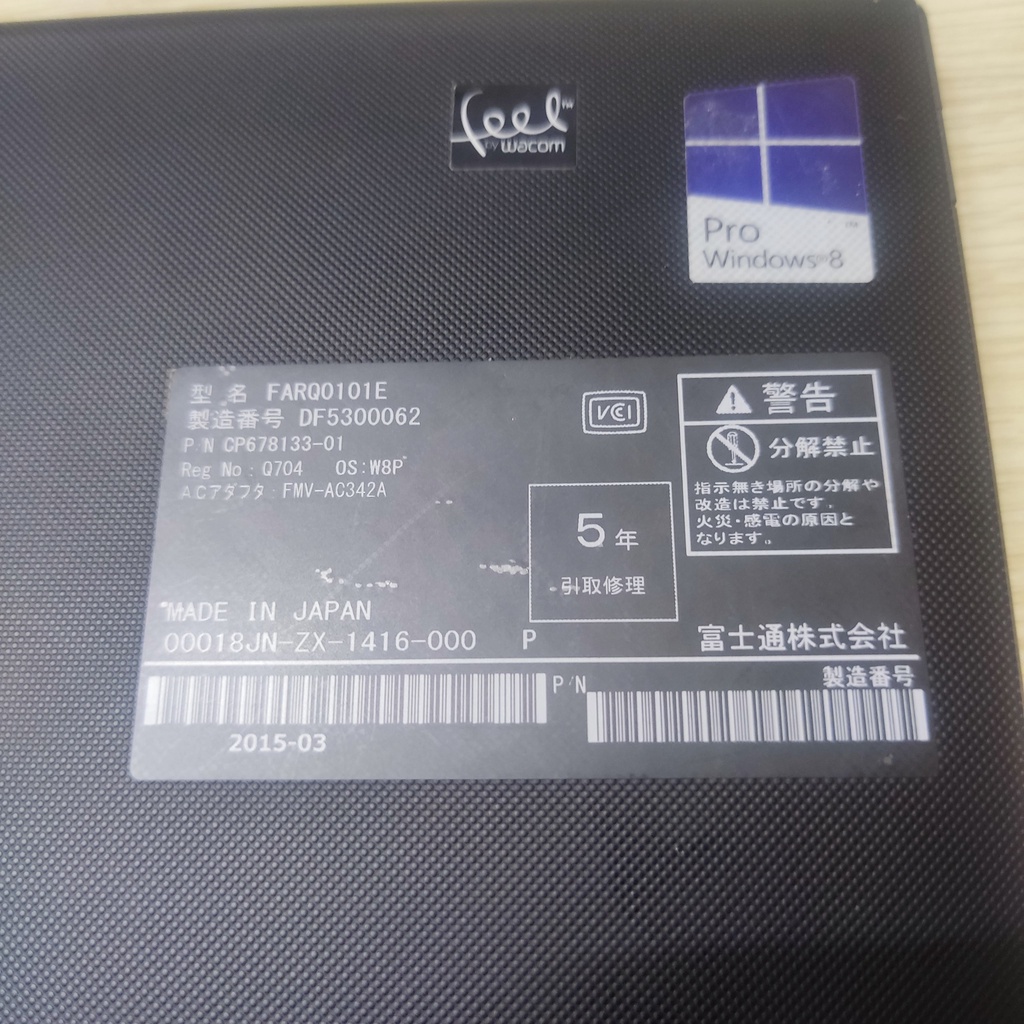 feel™
by wacom
Pro
Windows 8
型 名 FARQ0101E
製造番号 DF5300062
P/N CP678133-01
Reg No : Q704 OS:W8P
ACアダプタ FMV-AC342A
VCI
警告
分解禁止
指示無き場所の分解や
改造は禁止です．
火災・感電の原因と
なります。
5年
引取修理
MADE IN JAPAN
00018JN-ZX-1416-000 P
富士通株式会社
P/N
製造番号
2015-03